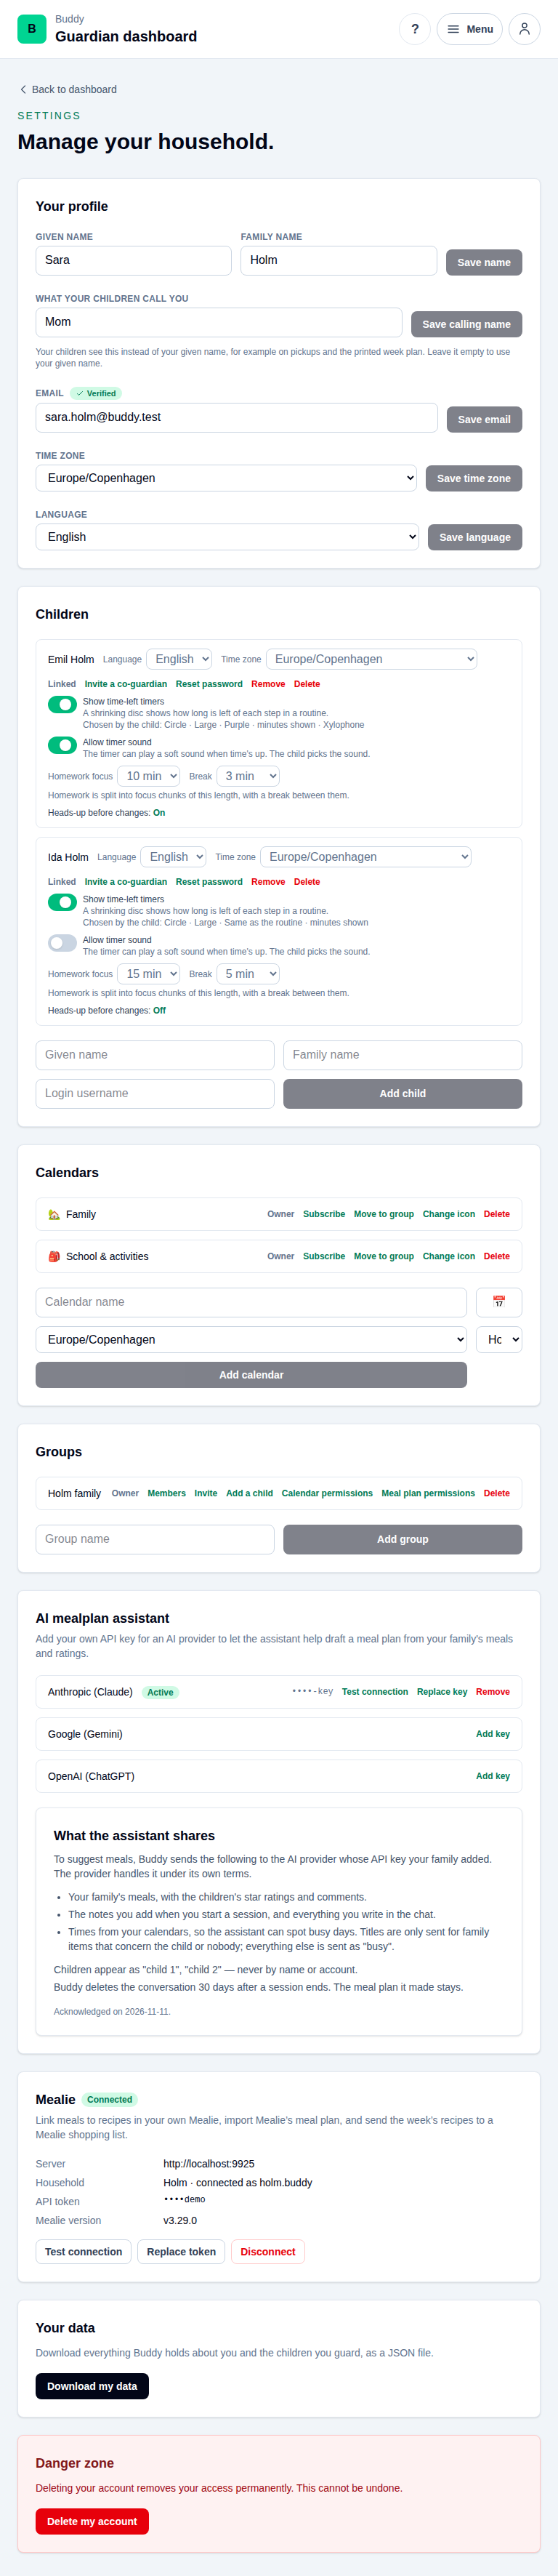 B
Buddy
Guardian dashboard
?
Menu
Back to dashboard
SETTINGS
Manage your household.
Your profile
GIVEN NAME
FAMILY NAME
Sara
Holm
Save name
WHAT YOUR CHILDREN CALL YOU
Mom
Save calling name
Your children see this instead of your given name, for example on pickups and the printed week plan. Leave it empty to use
your given name.
EMAIL
Verified
sara.holm@buddy.test
Save email
TIME ZONE
Europe/Copenhagen
Save time zone
LANGUAGE
English
Save language
Children
Emil Holm Language English Time zone Europe/Copenhagen
Linked Invite a co-guardian Reset password Remove Delete
Show time-left timers
A shrinking disc shows how long is left of each step in a routine.
Chosen by the child: Circle · Large · Purple · minutes shown · Xylophone
Allow timer sound
The timer can play a soft sound when time's up. The child picks the sound.
Homework focus 10 min Break 3 min
Homework is split into focus chunks of this length, with a break between them.
Heads-up before changes: On
Ida Holm Language English Time zone Europe/Copenhagen
Linked Invite a co-guardian Reset password Remove Delete
Show time-left timers
A shrinking disc shows how long is left of each step in a routine.
Chosen by the child: Circle · Large · Same as the routine · minutes shown
Allow timer sound
The timer can play a soft sound when time's up. The child picks the sound.
Homework focus 15 min Break 5 min
Homework is split into focus chunks of this length, with a break between them.
Heads-up before changes: Off
Given name
Family name
Login username
Add child
Calendars
Family Owner Subscribe Move to group Change icon Delete
School & activities Owner Subscribe Move to group Change icon Delete
Calendar name
Europe/Copenhagen
Add calendar
Groups
Holm family Owner Members Invite Add a child Calendar permissions Meal plan permissions Delete
Group name
Add group
AI mealplan assistant
Add your own API key for an AI provider to let the assistant help draft a meal plan from your family's meals
and ratings.
Anthropic (Claude) Active ••••-key Test connection Replace key Remove
Google (Gemini) Add key
OpenAI (ChatGPT) Add key
What the assistant shares
To suggest meals, Buddy sends the following to the AI provider whose API key your family added.
The provider handles it under its own terms.
• Your family's meals, with the children's star ratings and comments.
• The notes you add when you start a session, and everything you write in the chat.
• Times from your calendars, so the assistant can spot busy days. Titles are only sent for family
items that concern the child or nobody; everything else is sent as "busy".
Children appear as "child 1", "child 2" — never by name or account.
Buddy deletes the conversation 30 days after a session ends. The meal plan it made stays.
Acknowledged on 2026-11-11.
Mealie Connected
Link meals to recipes in your own Mealie, import Mealie's meal plan, and send the week's recipes to a
Mealie shopping list.
Server http://localhost:9925
Household Holm · connected as holm.buddy
API token ••••demo
Mealie version v3.29.0
Test connection
Replace token
Disconnect
Your data
Download everything Buddy holds about you and the children you guard, as a JSON file.
Download my data
Danger zone
Deleting your account removes your access permanently. This cannot be undone.
Delete my account